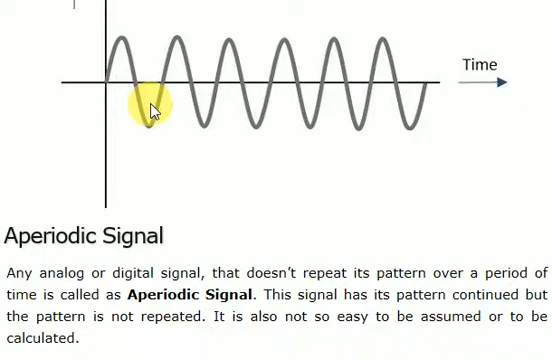 Time
Aperiodic Signal
Any analog or digital signal, that doesn’t repeat its pattern over a period of
time is called as Aperiodic Signal. This signal has its pattern continued but
the pattern is not repeated. It is also not so easy to be assumed or to be
calculated.